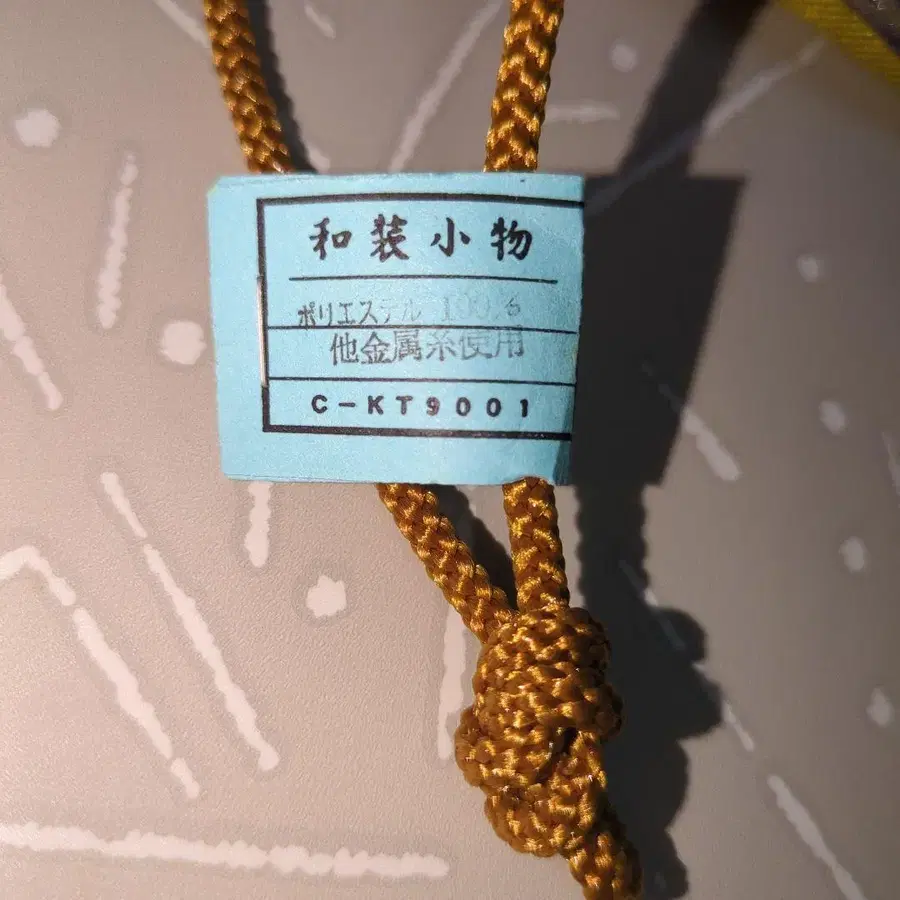 和装小物
ポリエステル 100%
他金属糸使用
C-KT9001